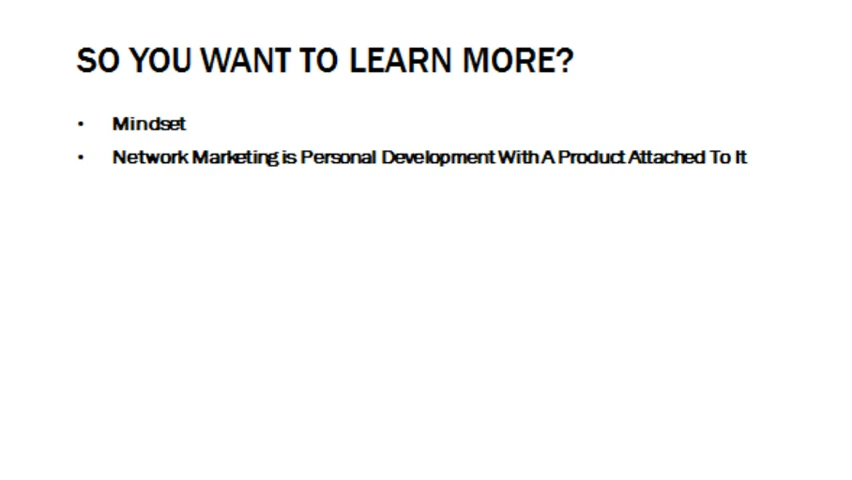 SO YOU WANT TO LEARN MORE?
• Mindset
• Network Marketing is Personal Development With A Product Attached To It